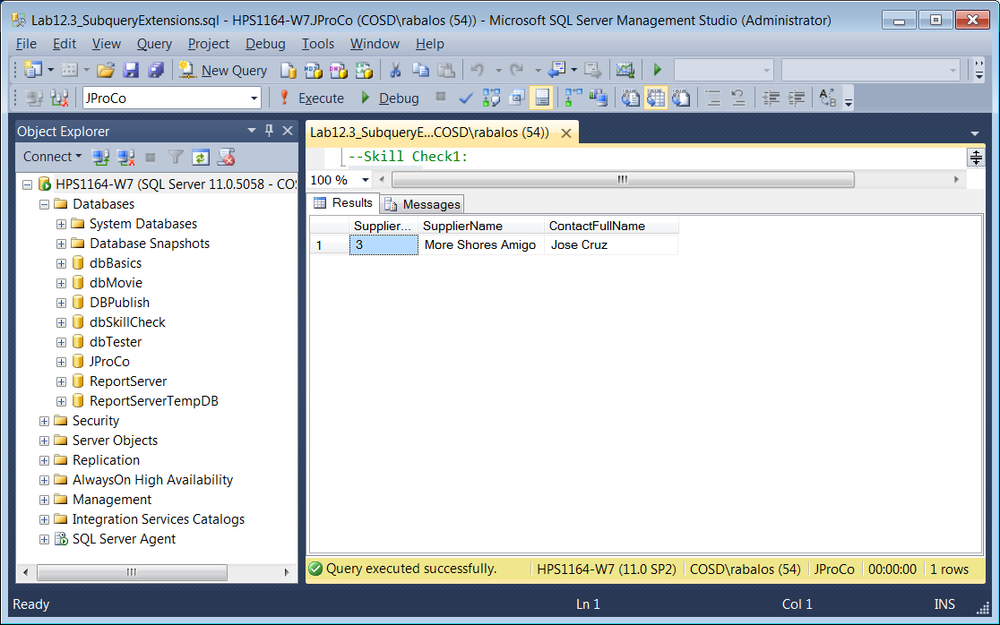 Lab12.3_SubqueryExtensions.sql - HPS1164-W7.JProCo (COSD\rabalos (54)) - Microsoft SQL Server Management Studio (Administrator)
File Edit View Query Project Debug Tools Window Help
New Query
JProCo Execute Debug
Object Explorer
Connect
HPS1164-W7 (SQL Server 11.0.5058 - COS
Databases
System Databases
Database Snapshots
dbBasics
dbMovie
DBPublish
dbSkillCheck
dbTester
JProCo
ReportServer
ReportServerTempDB
Security
Server Objects
Replication
AlwaysOn High Availability
Management
Integration Services Catalogs
SQL Server Agent
Lab12.3_SubqueryE...COSD\rabalos (54))
--Skill Check1:
100 %
Results Messages
Supplier... SupplierName ContactFullName
1 3 More Shores Amigo Jose Cruz
Query executed successfully. HPS1164-W7 (11.0 SP2) COSD\rabalos (54) JProCo 00:00:00 1 rows
Ready Ln 1 Col 1 INS